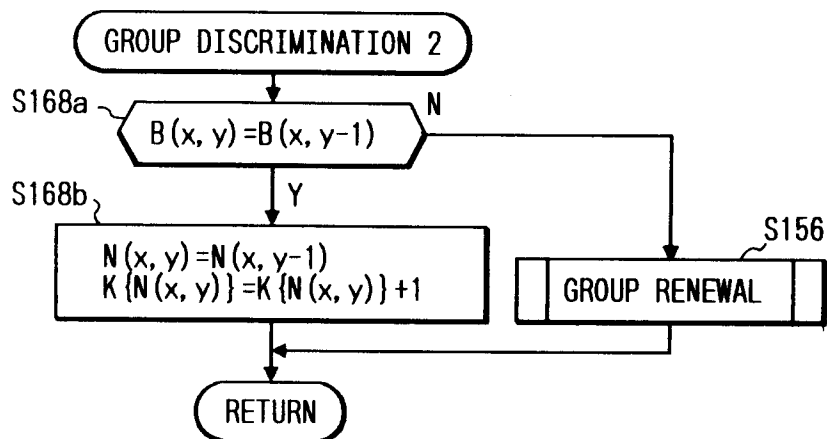 GROUP DISCRIMINATION 2
S168a
B(x, y)=B(x, y-1)
N
Y
S168b
N(x, y)=N(x, y-1)
K{N(x, y)}=K{N(x, y)}+1
S156
GROUP RENEWAL
RETURN